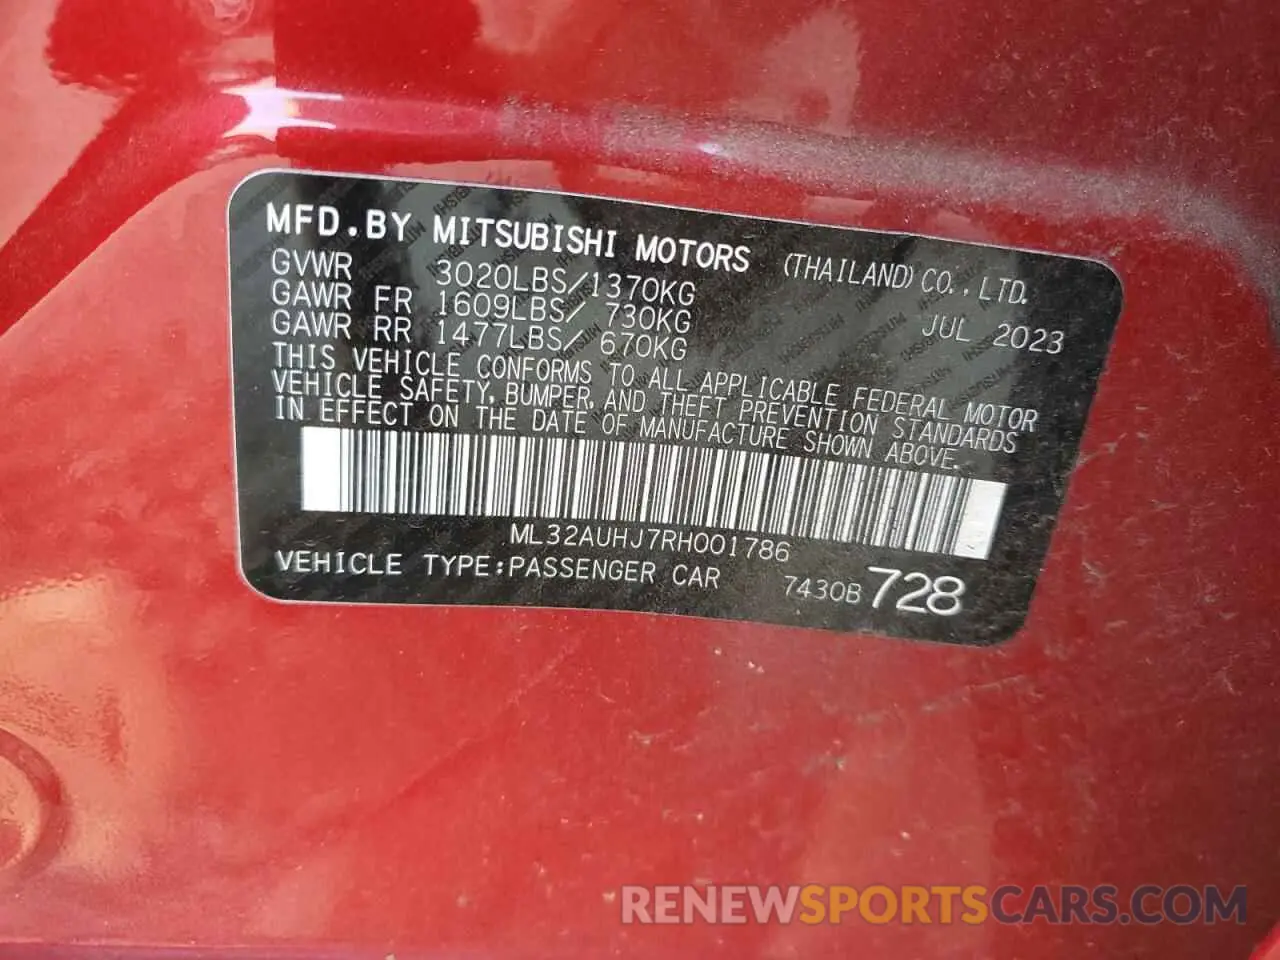 MFD.BY MITSUBISHI MOTORS (THAILAND) CO., LTD.
GVWR 3020LBS/1370KG
GAWR FR 1609LBS/ 730KG JUL 2023
GAWR RR 1477LBS/ 670KG
THIS VEHICLE CONFORMS TO ALL APPLICABLE FEDERAL MOTOR
VEHICLE SAFETY, BUMPER, AND THEFT PREVENTION STANDARDS
IN EFFECT ON THE DATE OF MANUFACTURE SHOWN ABOVE.
ML32AUHJ7RH001786
VEHICLE TYPE:PASSENGER CAR 7430B 728
RENEWSPORTSCARS.COM